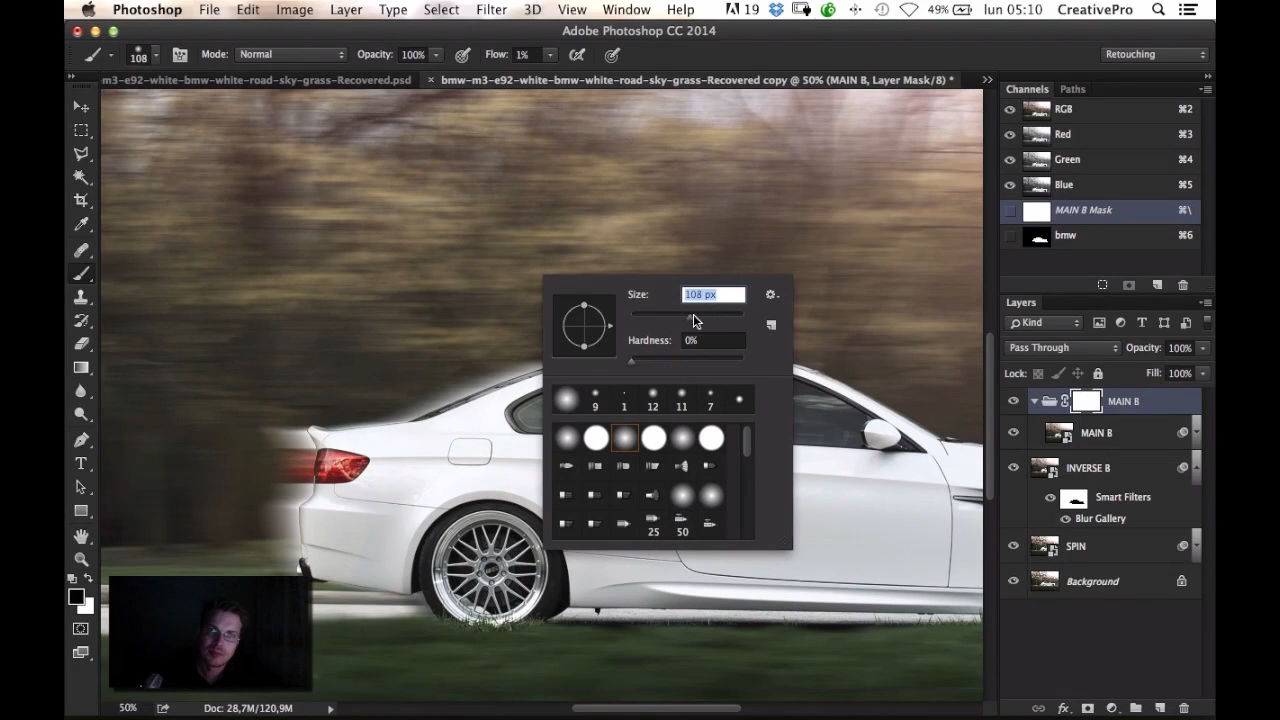 Photoshop File Edit Image Layer Type Select Filter 3D View Window Help 19 49% lun 05:10 CreativePro
Adobe Photoshop CC 2014
108 Mode: Normal Opacity: 100% Flow: 1% Retouching
m3-e92-white-bmw-white-road-sky-grass-Recovered.psd × bmw-m3-e92-white-bmw-white-road-sky-grass-Recovered copy @ 50% (MAIN B, Layer Mask/8) *
Channels Paths
RGB ⌘2
Red ⌘3
Green ⌘4
Blue ⌘5
MAIN B Mask ⌘\
bmw ⌘6
Size: 108 px
Hardness: 0%
9 1 12 11 7
25 50
Layers
Kind
Pass Through Opacity: 100%
Lock: Fill: 100%
MAIN B
MAIN B
INVERSE B
Smart Filters
Blur Gallery
SPIN
Background
50% Doc: 28,7M/120,9M